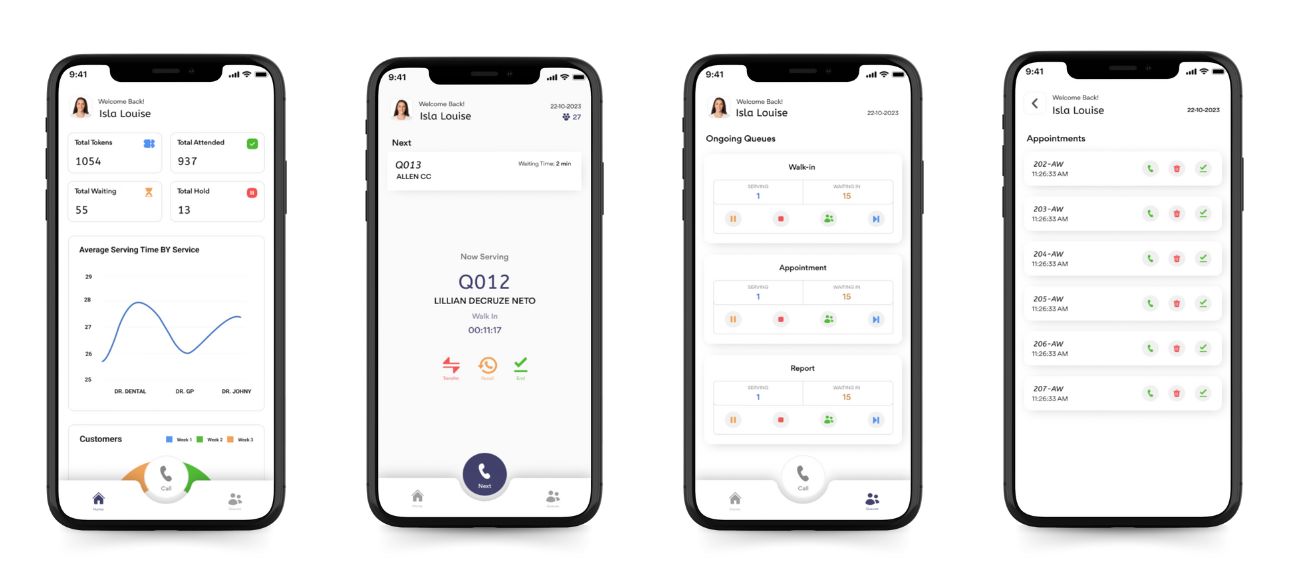 9:41
Welcome Back!
Isla Louise
Total Tokens
1054
Total Attended
937
Total Waiting
55
Total Hold
13
Average Serving Time BY Service
29
28
27
26
25
DR. DENTAL
DR. GP
DR. JOHNY
Customers
Week 1
Week 2
Week 3
Call
Home
Queues
9:41
Welcome Back!
Isla Louise
22-10-2023
27
Next
Q013
Waiting Time, 2 min
ALLEN CC
Now Serving
Q012
LILLIAN DECRUZE NETO
Walk In
00:11:17
Transfer
Recall
End
Next
Home
Queues
9:41
Welcome Back!
Isla Louise
22-10-2023
Ongoing Queues
Walk-in
SERVING
WAITING IN
1
15
Appointment
SERVING
WAITING IN
1
15
Report
SERVING
WAITING IN
1
15
Call
Home
Queues
9:41
Welcome Back!
Isla Louise
22-10-2023
Appointments
202-AW
11:26:33 AM
203-AW
11:26:33 AM
204-AW
11:26:33 AM
205-AW
11:26:33 AM
206-AW
11:26:33 AM
207-AW
11:26:33 AM